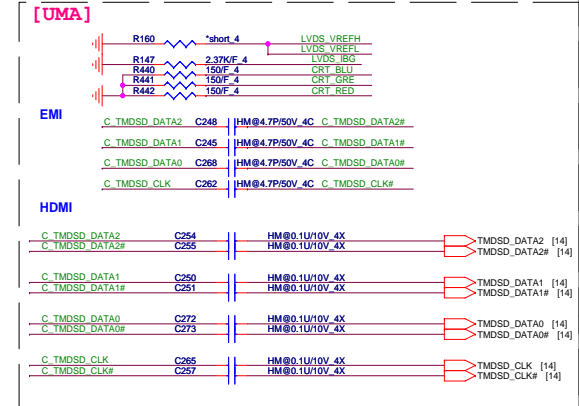 [UMA]
R160 *short_4 LVDS_VREFH
LVDS_VREFL
R147 2.37K/F_4 LVDS_IBG
R440 150/F_4 CRT_BLU
R441 150/F_4 CRT_GRE
R442 150/F_4 CRT_RED
EMI
C_TMDSD_DATA2 C248 HM@4.7P/50V_4C C_TMDSD_DATA2#
C_TMDSD_DATA1 C245 HM@4.7P/50V_4C C_TMDSD_DATA1#
C_TMDSD_DATA0 C268 HM@4.7P/50V_4C C_TMDSD_DATA0#
C_TMDSD_CLK C262 HM@4.7P/50V_4C C_TMDSD_CLK#
HDMI
C_TMDSD_DATA2 C254 HM@0.1U/10V_4X TMDSD_DATA2 [14]
C_TMDSD_DATA2# C255 HM@0.1U/10V_4X TMDSD_DATA2# [14]
C_TMDSD_DATA1 C250 HM@0.1U/10V_4X TMDSD_DATA1 [14]
C_TMDSD_DATA1# C251 HM@0.1U/10V_4X TMDSD_DATA1# [14]
C_TMDSD_DATA0 C272 HM@0.1U/10V_4X TMDSD_DATA0 [14]
C_TMDSD_DATA0# C273 HM@0.1U/10V_4X TMDSD_DATA0# [14]
C_TMDSD_CLK C265 HM@0.1U/10V_4X TMDSD_CLK [14]
C_TMDSD_CLK# C257 HM@0.1U/10V_4X TMDSD_CLK# [14]